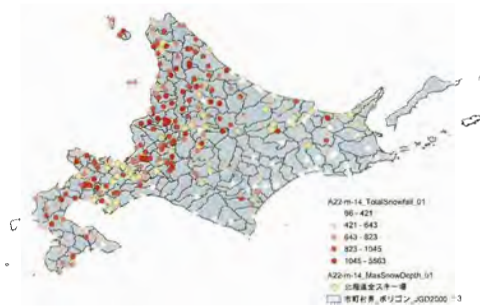 A22-m-14_TotalSnowfall_01
96 - 421
421 - 643
643 - 823
823 - 1045
1045 - 5563
A22-m-14_MaxSnowDepth_01
北海道全スキー場
市町村界_ポリゴン_JGD2000